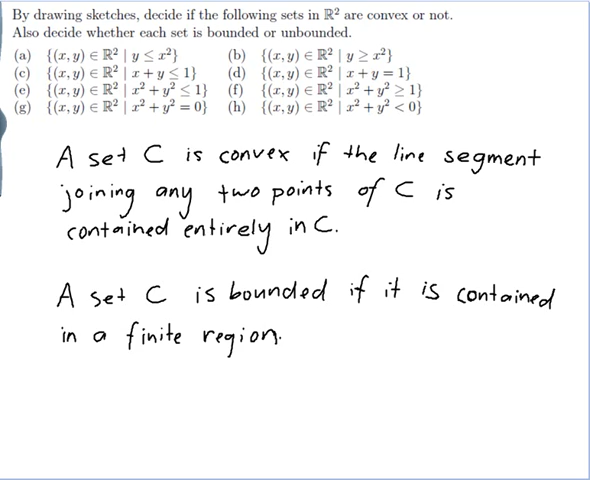 By drawing sketches, decide if the following sets in ℝ² are convex or not.
Also decide whether each set is bounded or unbounded.
(a) {(x, y) ∈ ℝ² | y ≤ x²} (b) {(x, y) ∈ ℝ² | y ≥ x²}
(c) {(x, y) ∈ ℝ² | x + y ≤ 1} (d) {(x, y) ∈ ℝ² | x + y = 1}
(e) {(x, y) ∈ ℝ² | x² + y² ≤ 1} (f) {(x, y) ∈ ℝ² | x² + y² ≥ 1}
(g) {(x, y) ∈ ℝ² | x² + y² = 0} (h) {(x, y) ∈ ℝ² | x² + y² < 0}
A set C is convex if the line segment
joining any two points of C is
contained entirely in C.
A set C is bounded if it is contained
in a finite region.